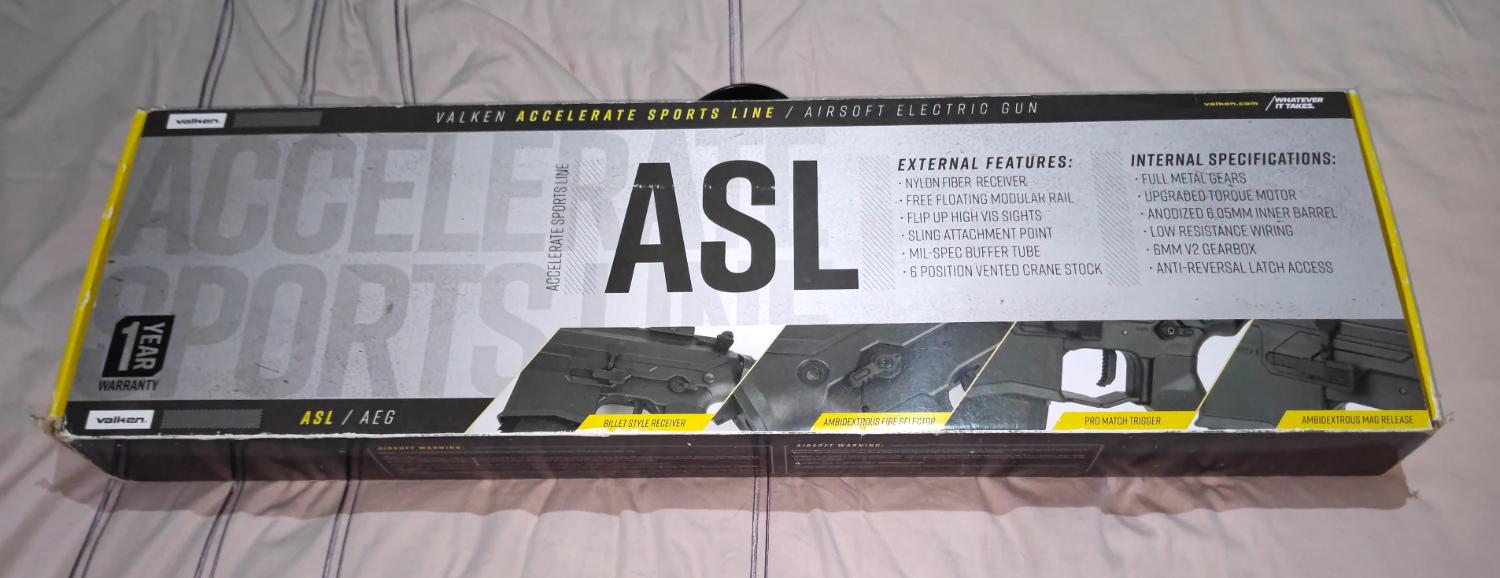 valken.
VALKEN ACCELERATE SPORTS LINE / AIRSOFT ELECTRIC GUN
valken.com
/WHATEVER
IT TAKES.
ACCELERATE
SPORTS LINE
ACCELERATE SPORTS LINE
ASL
EXTERNAL FEATURES:
· NYLON FIBER RECEIVER
· FREE FLOATING MODULAR RAIL
· FLIP UP HIGH VIS SIGHTS
· SLING ATTACHMENT POINT
· MIL-SPEC BUFFER TUBE
· 6 POSITION VENTED CRANE STOCK
INTERNAL SPECIFICATIONS:
· FULL METAL GEARS
· UPGRADED TORQUE MOTOR
· ANODIZED 6.05MM INNER BARREL
· LOW RESISTANCE WIRING
· 6MM V2 GEARBOX
· ANTI-REVERSAL LATCH ACCESS
1 YEAR
WARRANTY
valken.
ASL / AEG
BILLET STYLE RECEIVER
AMBIDEXTROUS FIRE SELECTOR
PRO MATCH TRIGGER
AMBIDEXTROUS MAG RELEASE
AIRSOFT WARNING:
AIRSOFT WARNING: